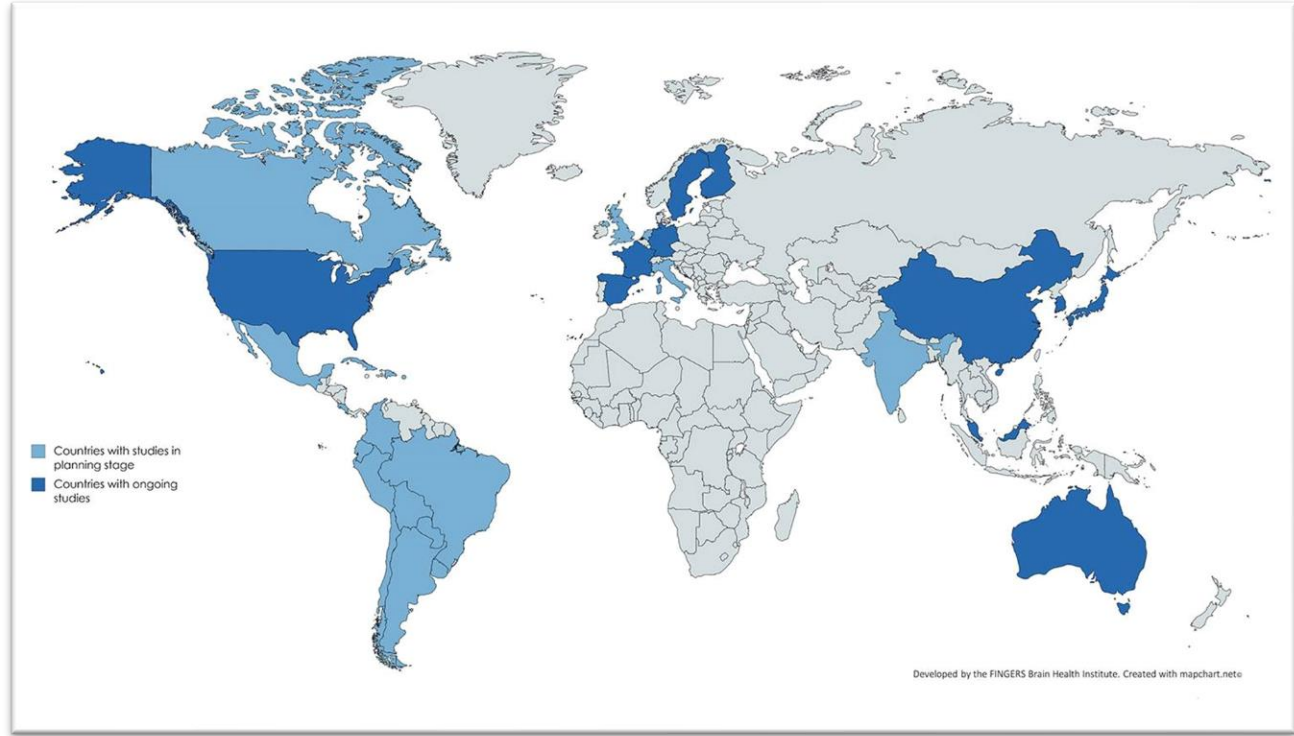 Countries with studies in
planning stage
Countries with ongoing
studies
Developed by the FINGERS Brain Health Institute. Created with mapchart.net©